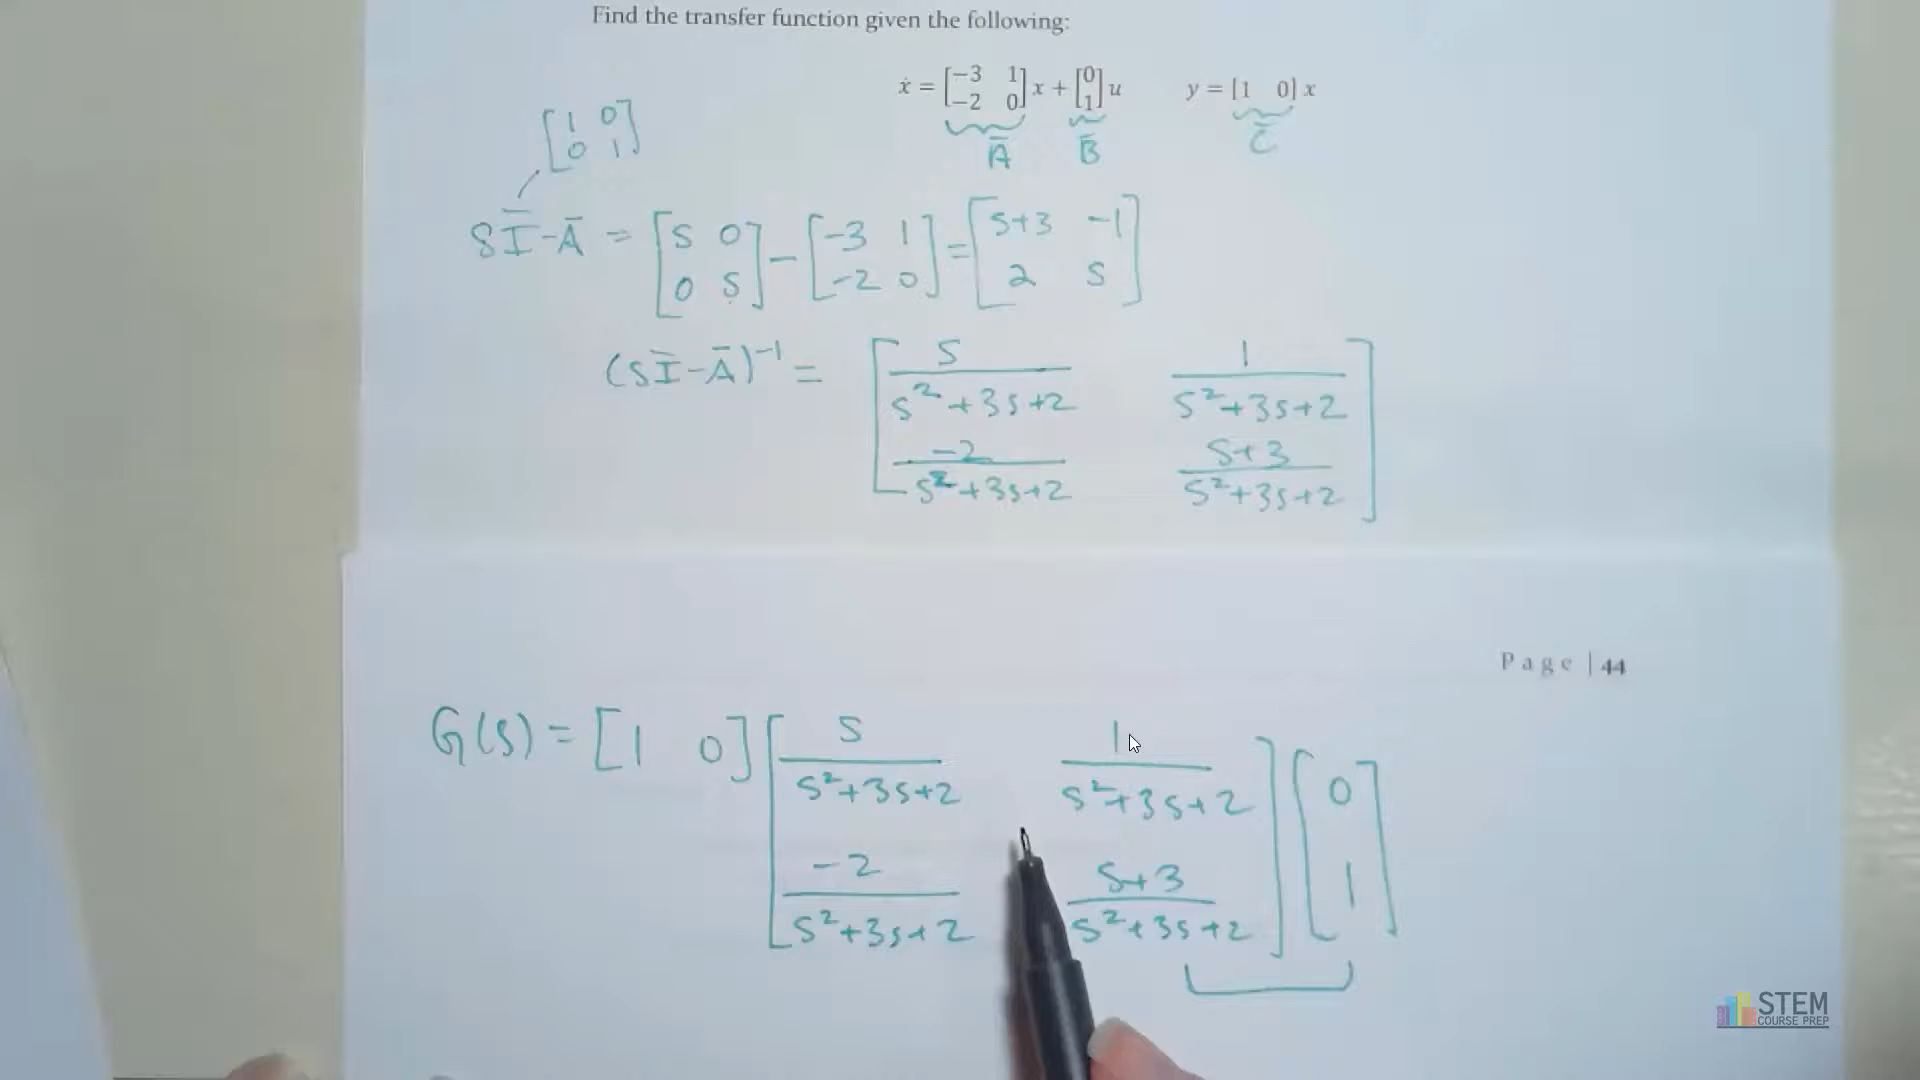 Find the transfer function given the following:
ẋ = [−3 1; −2 0] x + [0; 1] u    y = [1 0] x
Ā    B̄    C̄
[1 0; 0 1]
sĪ-Ā = [s 0; 0 s] − [-3 1; -2 0] = [s+3 -1; 2 s]
(sĪ-Ā)⁻¹ = [s/(s²+3s+2) 1/(s²+3s+2); -2/(s²+3s+2) s+3/(s²+3s+2)]
Page | 44
G(s) = [1 0] [s/(s²+3s+2) 1/(s²+3s+2); -2/(s²+3s+2) s+3/(s²+3s+2)] [0; 1]
STEM
COURSE PREP